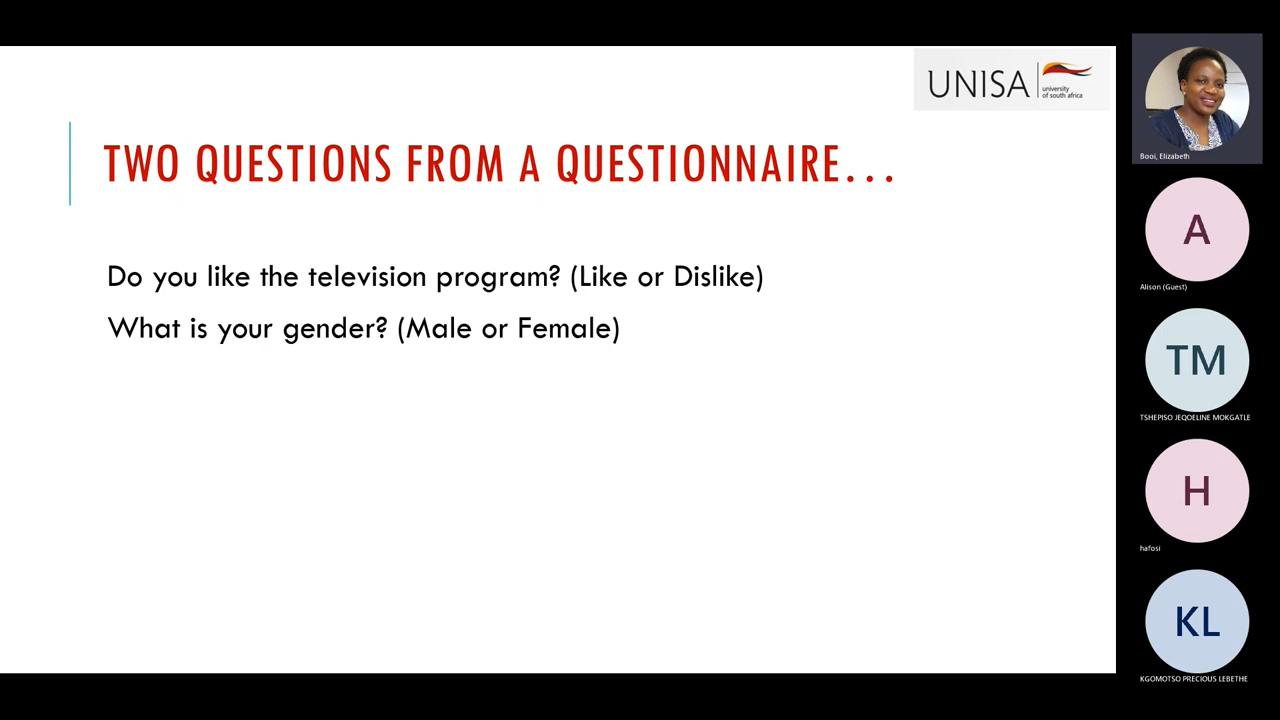 UNISA
university
of south africa
TWO QUESTIONS FROM A QUESTIONNAIRE...
Do you like the television program? (Like or Dislike)
What is your gender? (Male or Female)
Booi, Elizabeth
A
Alison (Guest)
TM
TSHEPISO JEQOELINE MOKGATLE
H
hafosi
KL
KGOMOTSO PRECIOUS LEBETHE